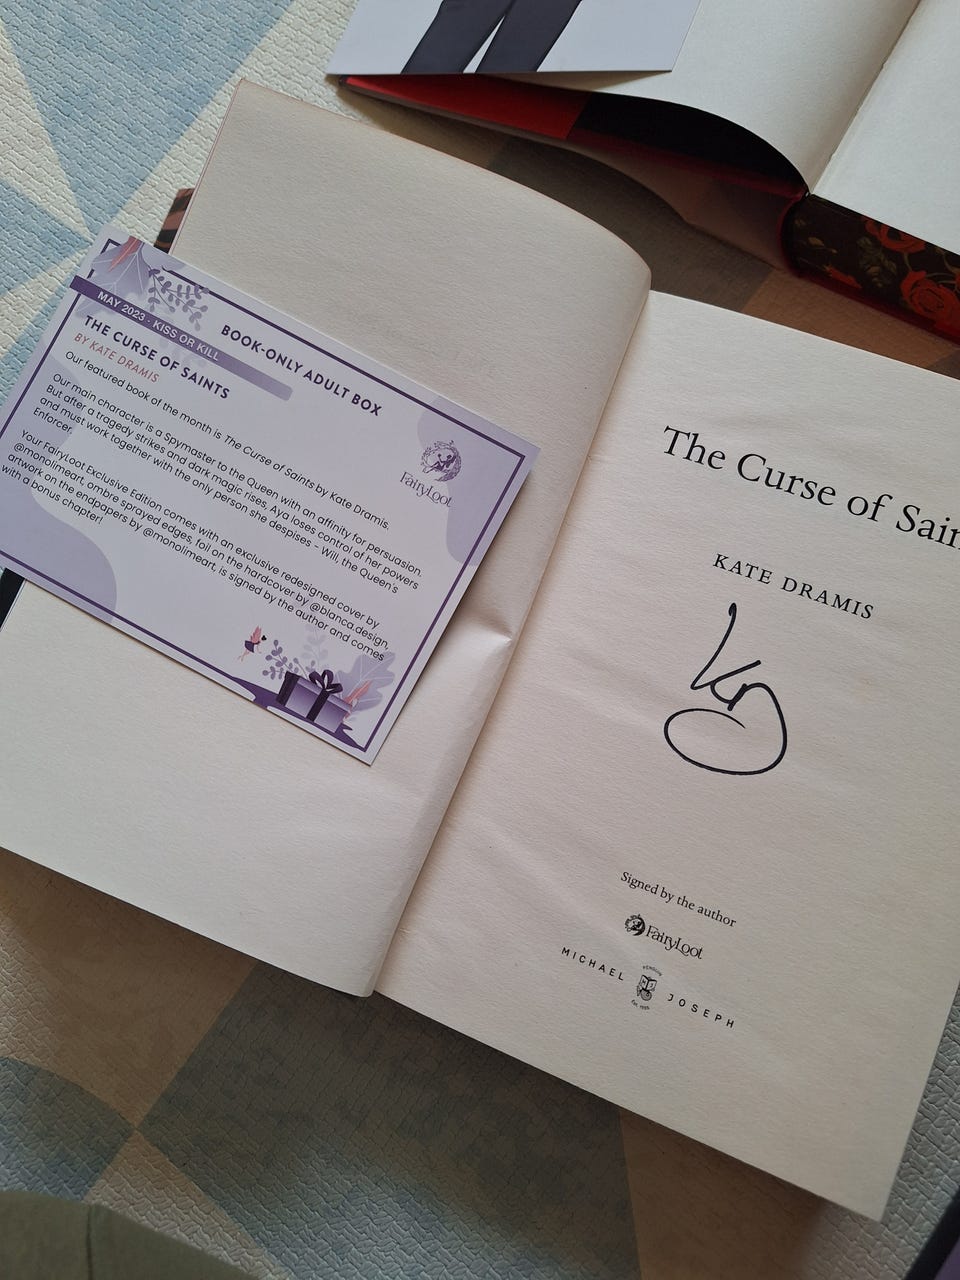 MAY 2023 - KISS OR KILL
BOOK-ONLY ADULT BOX
THE CURSE OF SAINTS
BY KATE DRAMIS
FairyLoot
Our featured book of the month is The Curse of Saints by Kate Dramis.
Our main character is a Spymaster to the Queen with an affinity for persuasion.
But after a tragedy strikes and dark magic rises, Aya loses control of her powers
and must work together with the only person she despises – Will, the Queen's
Enforcer.
Your FairyLoot Exclusive Edition comes with an exclusive redesigned cover by
@monolimeart, ombre sprayed edges, foil on the hardcover by @bianca.design,
artwork on the endpapers by @monolimeart, is signed by the author and comes
with a bonus chapter!
The Curse of Sain
KATE DRAMIS
Signed by the author
FairyLoot
PENGUIN
MICHAEL JOSEPH